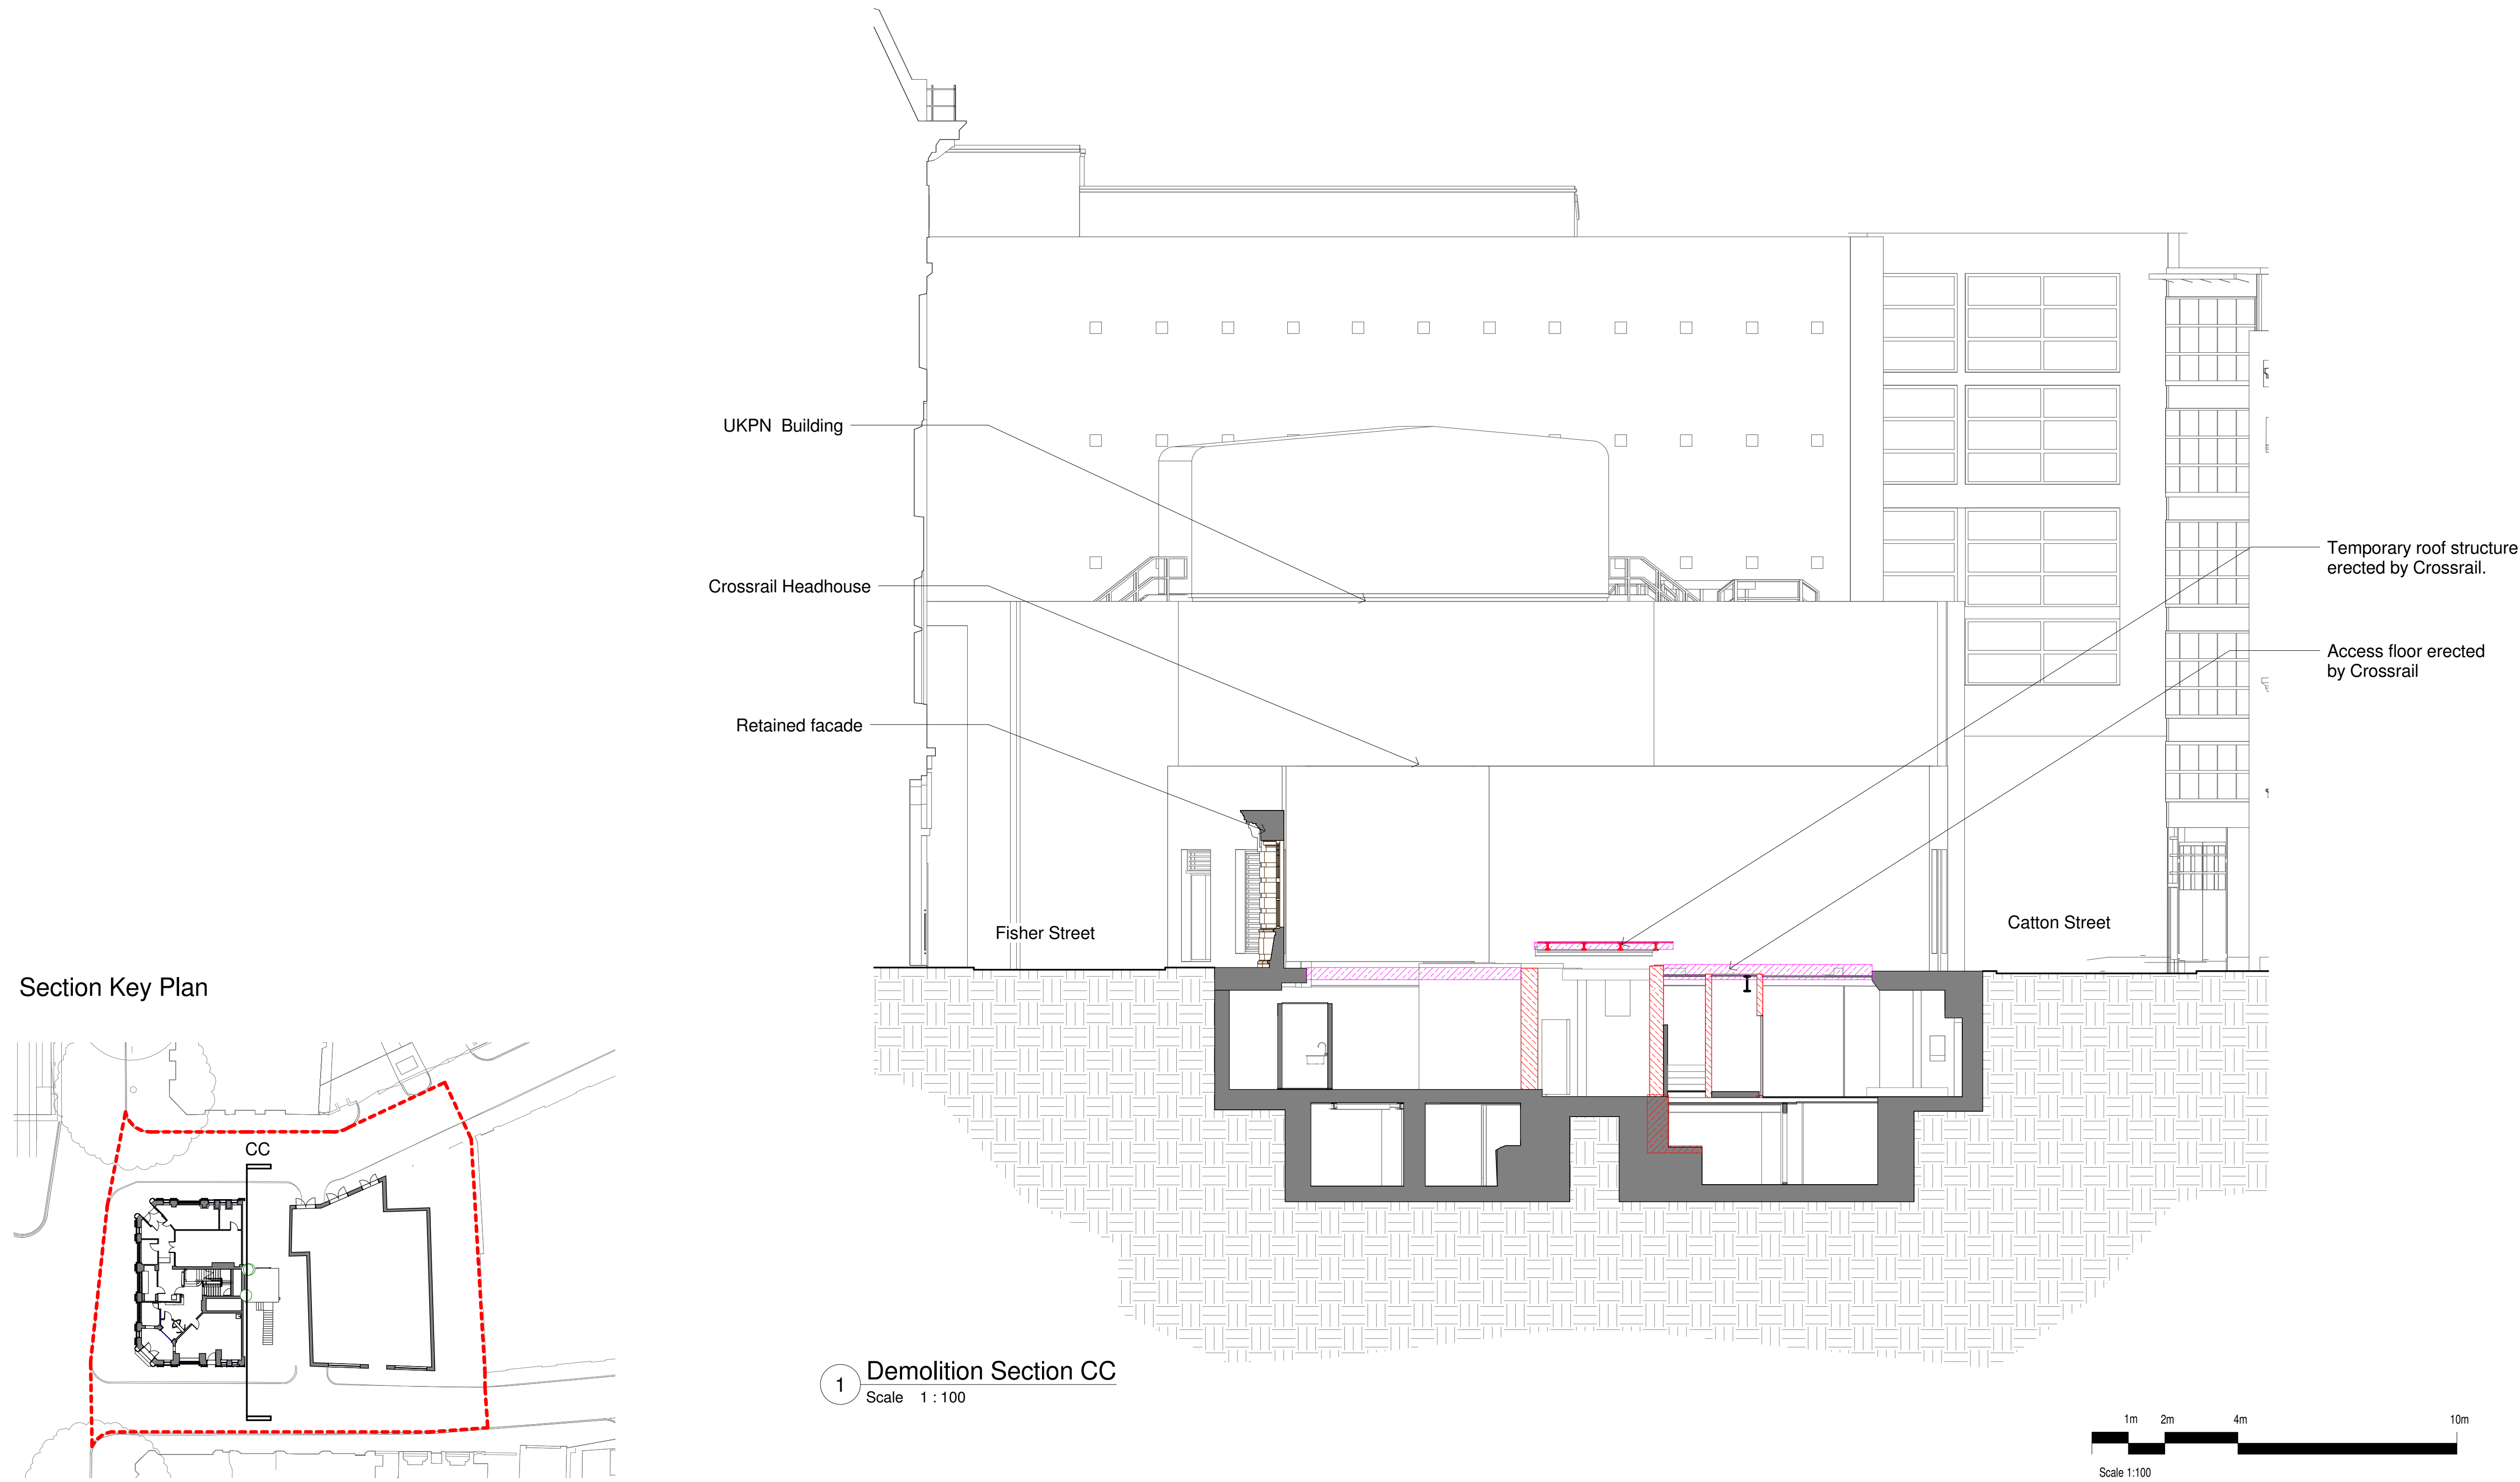 UKPN  Building
Crossrail Headhouse
Retained facade
Temporary roof structure
erected by Crossrail.
Access floor erected
by Crossrail
Fisher Street
Catton Street
Section Key Plan
CC
1
Demolition Section CC
Scale 1 : 100
1m 2m 4m 10m
Scale 1:100